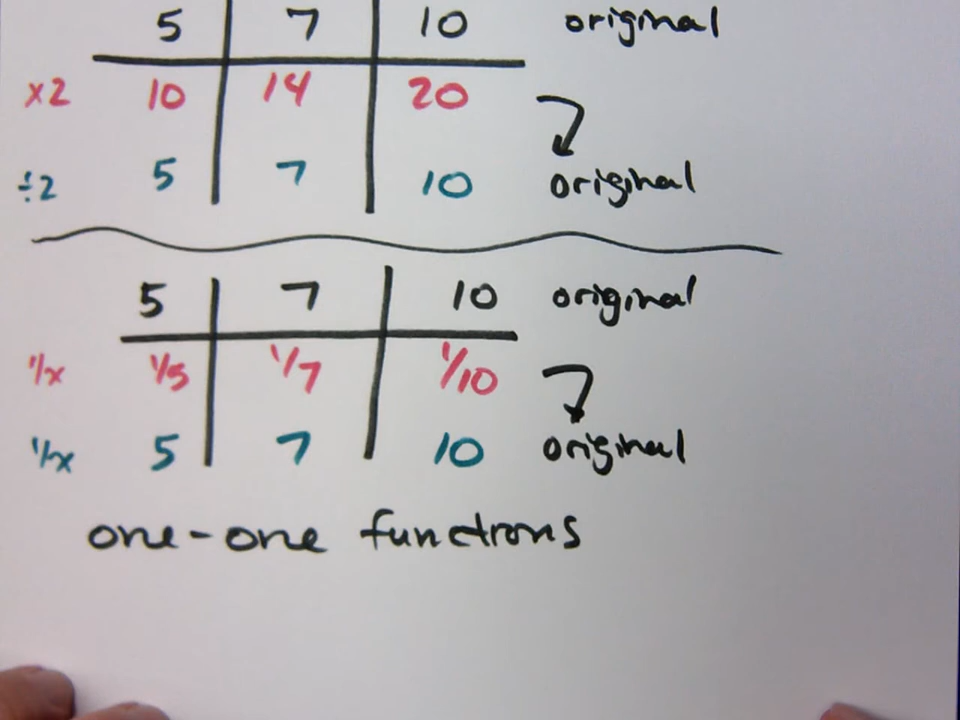 5 7 10 original
x2 10 14 20
÷2 5 7 10 original
5 7 10 original
1/x 1/5 1/7 1/10
1/x 5 7 10 original
one-one functions